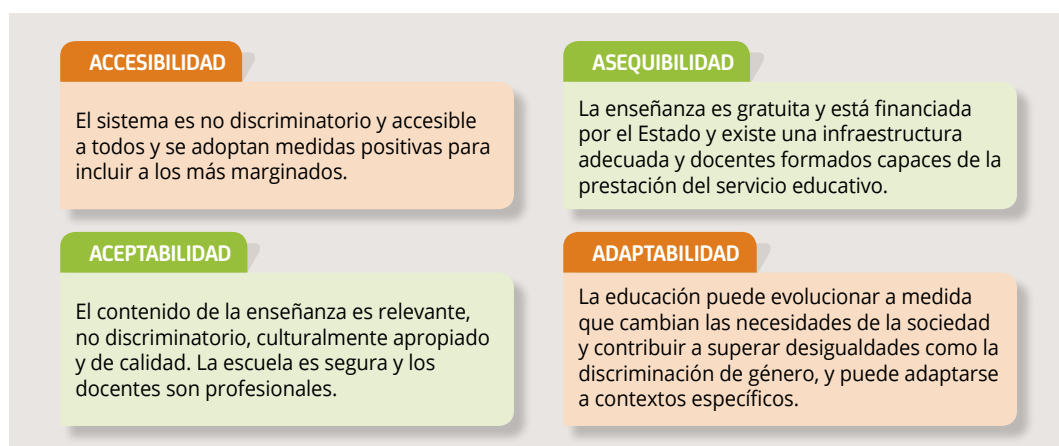 ACCESIBILIDAD
El sistema es no discriminatorio y accesible
a todos y se adoptan medidas positivas para
incluir a los más marginados.
ASEQUIBILIDAD
La enseñanza es gratuita y está financiada
por el Estado y existe una infraestructura
adecuada y docentes formados capaces de la
prestación del servicio educativo.
ACEPTABILIDAD
El contenido de la enseñanza es relevante,
no discriminatorio, culturalmente apropiado
y de calidad. La escuela es segura y los
docentes son profesionales.
ADAPTABILIDAD
La educación puede evolucionar a medida
que cambian las necesidades de la sociedad
y contribuir a superar desigualdades como la
discriminación de género, y puede adaptarse
a contextos específicos.